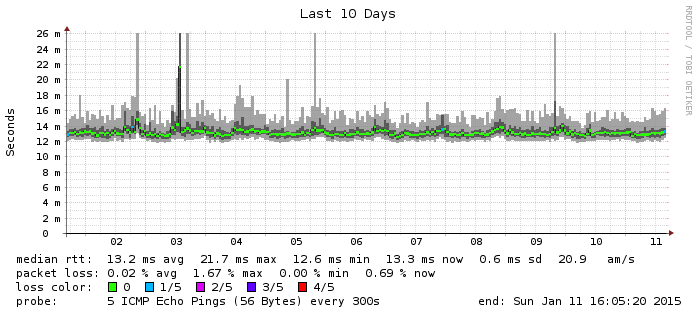 Last 10 Days
RRDTOOL / TOBI OETIKER
Seconds
26 m
24 m
22 m
20 m
18 m
16 m
14 m
12 m
10 m
8 m
6 m
4 m
2 m
0
02 03 04 05 06 07 08 09 10 11
median rtt: 13.2 ms avg 21.7 ms max 12.6 ms min 13.3 ms now 0.6 ms sd 20.9 am/s
packet loss: 0.02 % avg 1.67 % max 0.00 % min 0.69 % now
loss color: 0 1/5 2/5 3/5 4/5
probe: 5 ICMP Echo Pings (56 Bytes) every 300s end: Sun Jan 11 16:05:20 2015